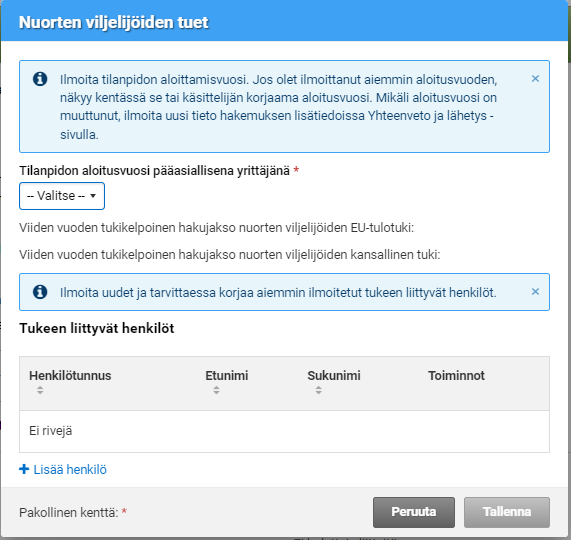 Nuorten viljelijöiden tuet
Ilmoita tilanpidon aloittamisvuosi. Jos olet ilmoittanut aiemmin aloitusvuoden,
näkyy kentässä se tai käsittelijän korjaama aloitusvuosi. Mikäli aloitusvuosi on
muuttunut, ilmoita uusi tieto hakemuksen lisätiedoissa Yhteenveto ja lähetys -
sivulla.
Tilanpidon aloitusvuosi pääasiallisena yrittäjänä *
-- Valitse --
Viiden vuoden tukikelpoinen hakujakso nuorten viljelijöiden EU-tulotuki:
Viiden vuoden tukikelpoinen hakujakso nuorten viljelijöiden kansallinen tuki:
Ilmoita uudet ja tarvittaessa korjaa aiemmin ilmoitetut tukeen liittyvät henkilöt.
Tukeen liittyvät henkilöt
Henkilötunnus Etunimi Sukunimi Toiminnot
Ei rivejä
+ Lisää henkilö
Pakollinen kenttä: * Peruuta Tallenna